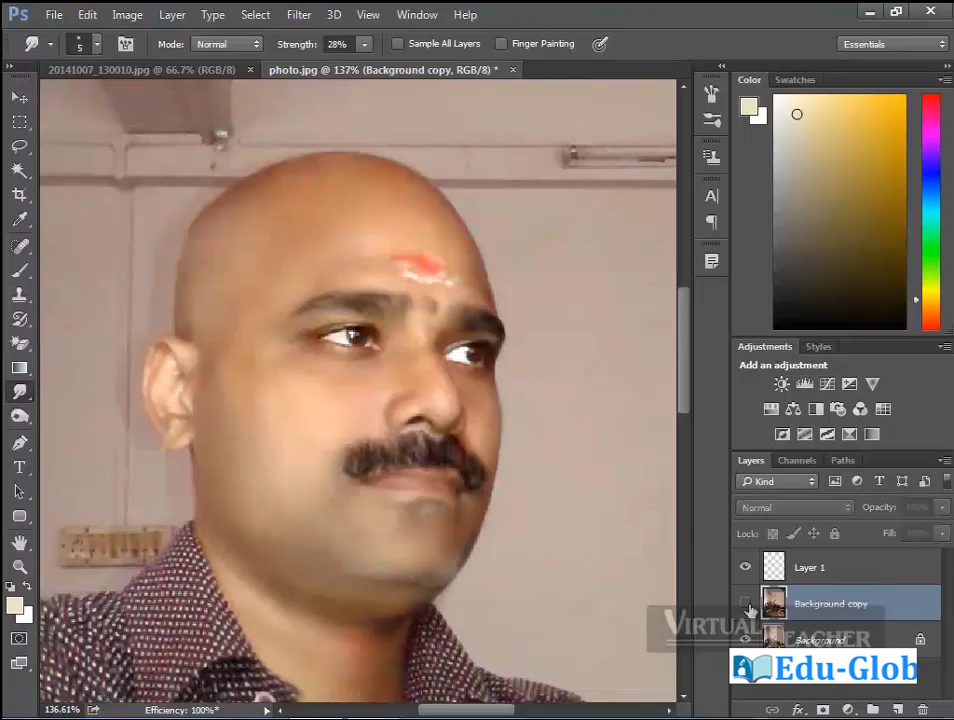 Ps File Edit Image Layer Type Select Filter 3D View Window Help
5 Mode: Normal Strength: 28% Sample All Layers Finger Painting Essentials
20141007_130010.jpg @ 66.7% (RGB/8) × photo.jpg @ 137% (Background copy, RGB/8) * ×
Color Swatches
Adjustments Styles
Add an adjustment
Layers Channels Paths
Kind
Normal Opacity: 100%
Lock: Fill:
Layer 1
Background copy
VIRTUAL
TEACHER
Background
Edu-Glob
136.61% Efficiency: 100%*